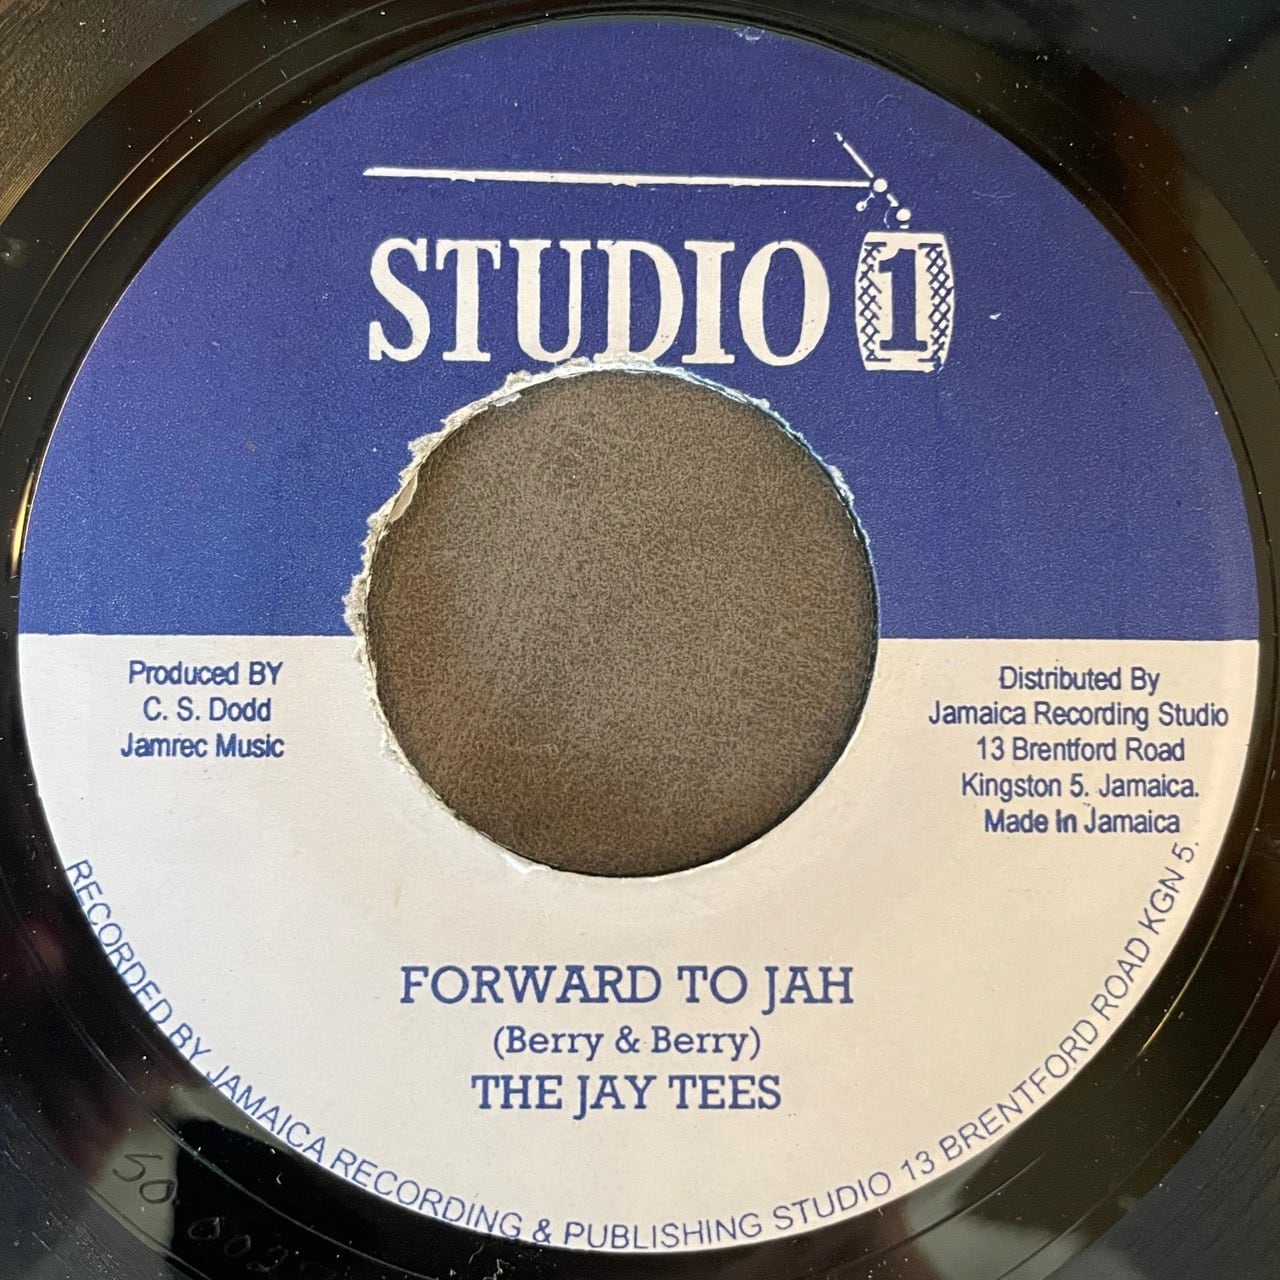 STUDIO 1
Produced BY
C. S. Dodd
Jamrec Music
Distributed By
Jamaica Recording Studio
13 Brentford Road
Kingston 5. Jamaica.
Made In Jamaica
FORWARD TO JAH
(Berry & Berry)
THE JAY TEES
RECORDED BY JAMAICA RECORDING & PUBLISHING STUDIO 13 BRENTFORD ROAD KGN 5.